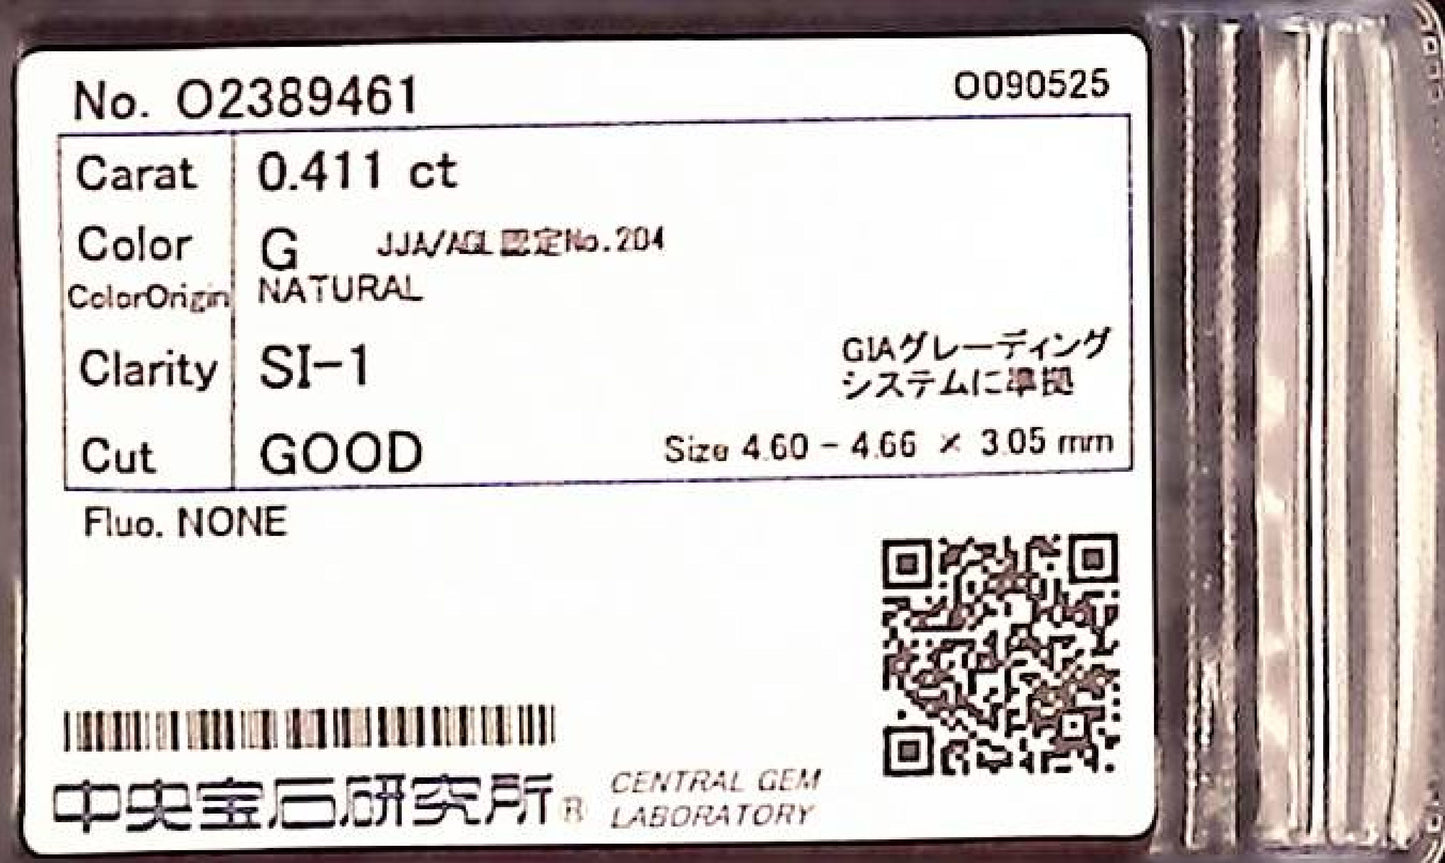 No. O2389461
O090525
Carat 0.411 ct
Color G JJA/AGL 認定No.204
ColorOrigin NATURAL
Clarity SI-1
GIAグレーディング
システムに準拠
Cut GOOD Size 4.60 - 4.66 × 3.05 mm
Fluo. NONE
中央宝石研究所® CENTRAL GEM
LABORATORY